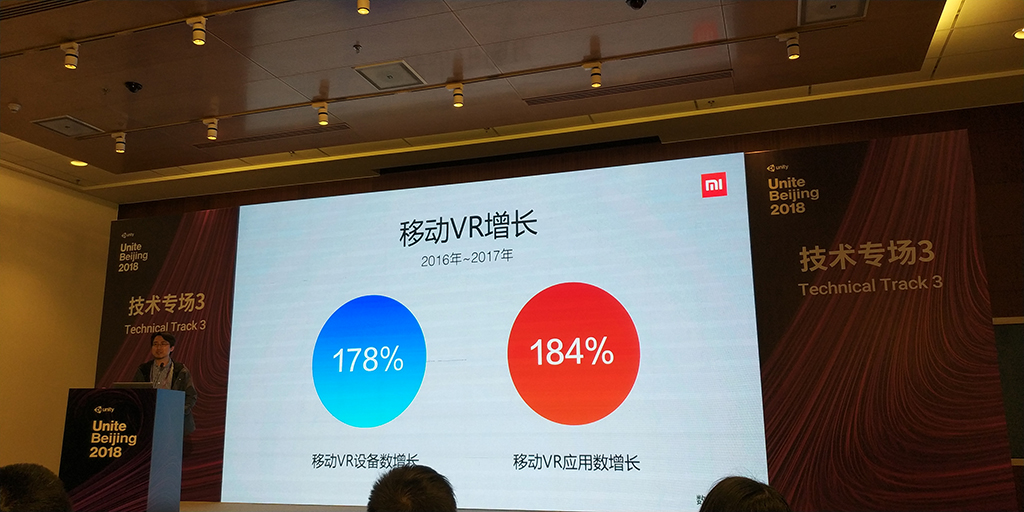 mi
移动VR增长
2016年~2017年
178%
184%
移动VR设备数增长
移动VR应用数增长
数
unity
Unite
Beijing
2018
技术专场3
Technical Track 3
unity
Unite
Beijing
2018
unity
Unite
Beijing
2018
技术专场3
Technical Track 3